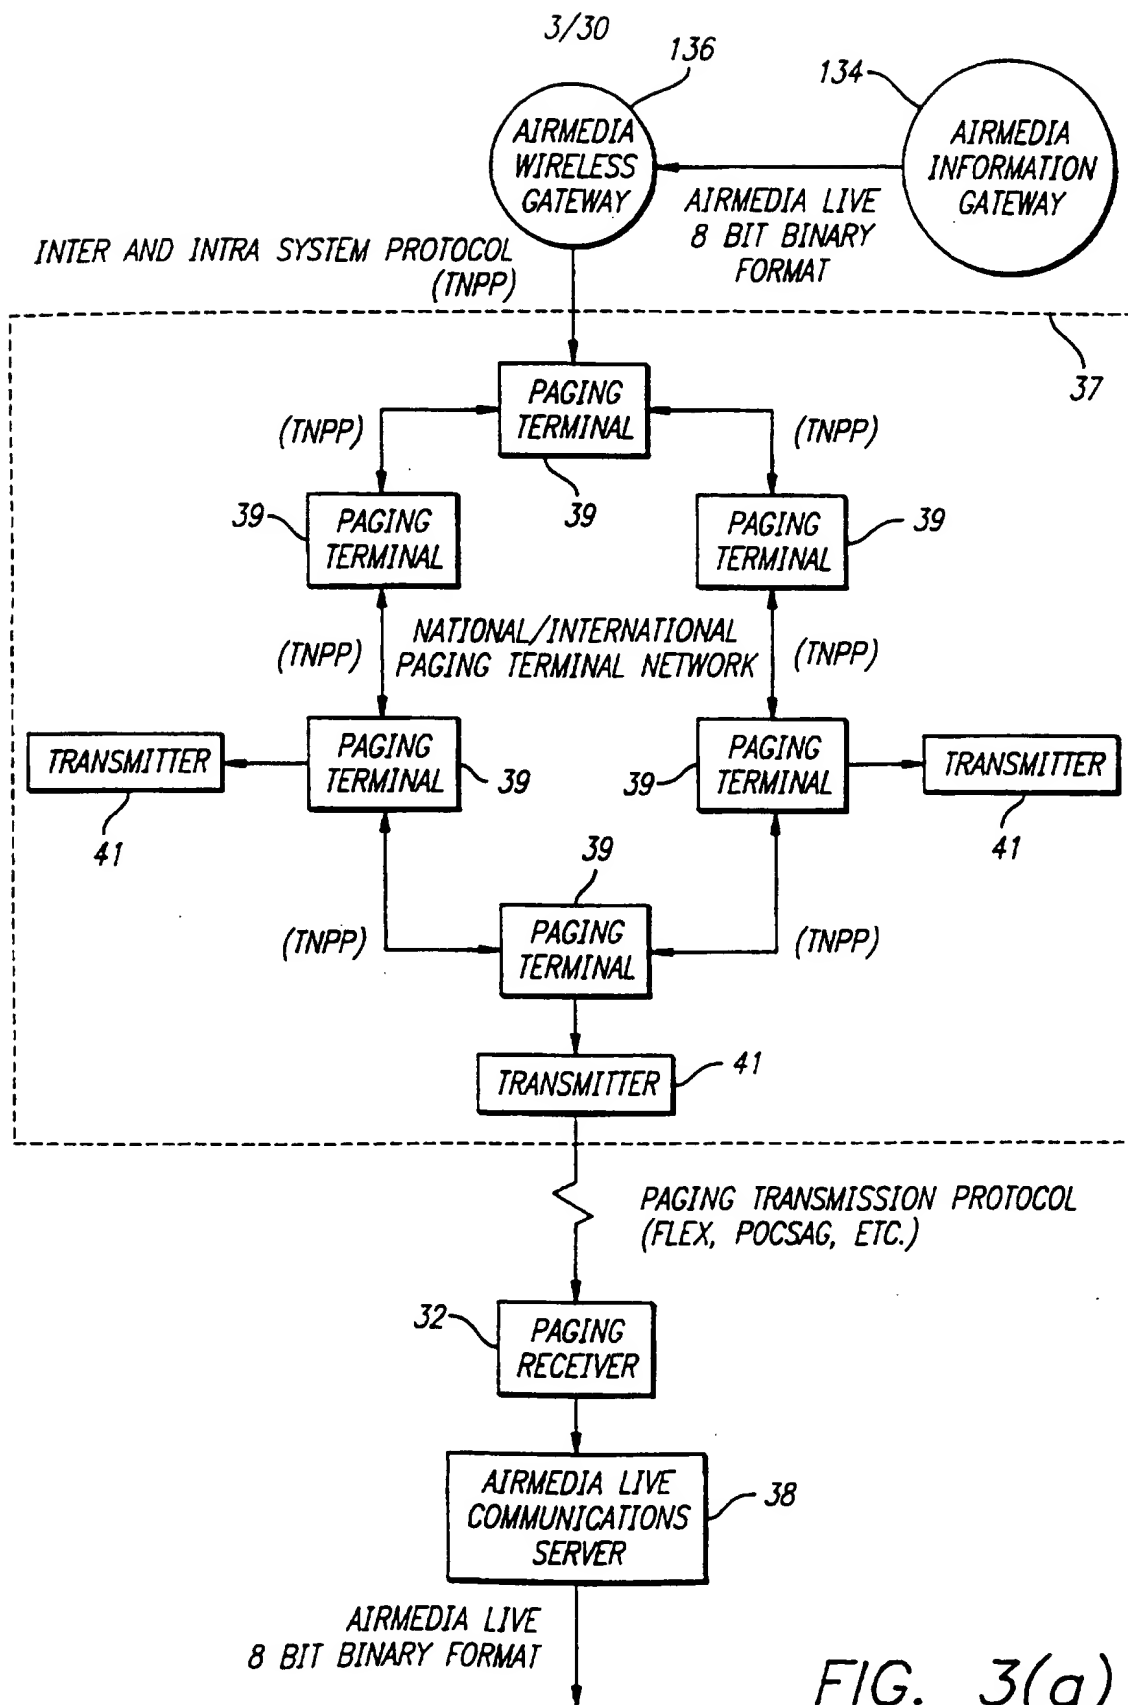 3/30
136
134
AIRMEDIA
WIRELESS
GATEWAY
AIRMEDIA
INFORMATION
GATEWAY
AIRMEDIA LIVE
8 BIT BINARY
FORMAT
INTER AND INTRA SYSTEM PROTOCOL
(TNPP)
37
PAGING
TERMINAL
39
(TNPP)
(TNPP)
39
PAGING
TERMINAL
PAGING
TERMINAL
39
(TNPP)
NATIONAL/INTERNATIONAL
PAGING TERMINAL NETWORK
(TNPP)
TRANSMITTER
41
PAGING
TERMINAL
39
39
PAGING
TERMINAL
TRANSMITTER
41
39
(TNPP)
PAGING
TERMINAL
(TNPP)
TRANSMITTER
41
PAGING TRANSMISSION PROTOCOL
(FLEX, POCSAG, ETC.)
32
PAGING
RECEIVER
AIRMEDIA LIVE
COMMUNICATIONS
SERVER
38
AIRMEDIA LIVE
8 BIT BINARY FORMAT
FIG. 3(a)